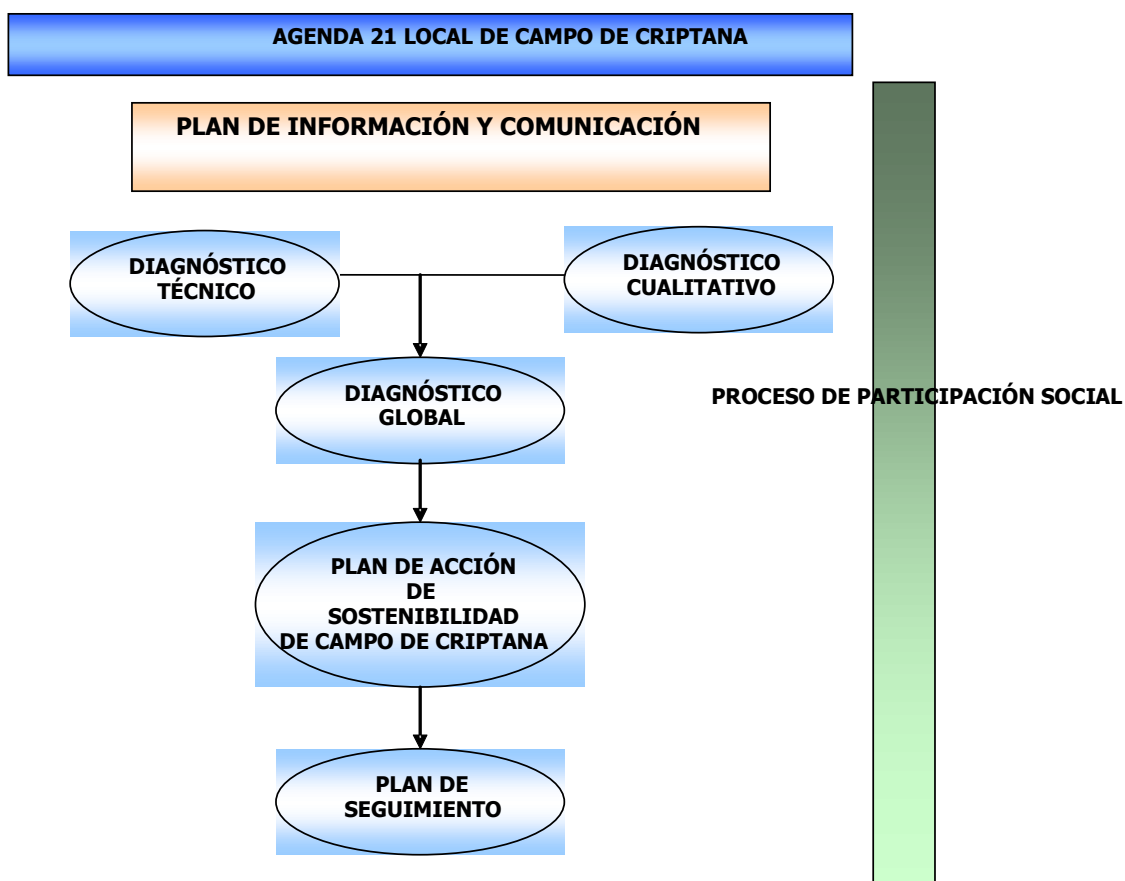 AGENDA 21 LOCAL DE CAMPO DE CRIPTANA
PLAN DE INFORMACIÓN Y COMUNICACIÓN
DIAGNÓSTICO
TÉCNICO
DIAGNÓSTICO
CUALITATIVO
DIAGNÓSTICO
GLOBAL
PROCESO DE PARTICIPACIÓN SOCIAL
PLAN DE ACCIÓN
DE
SOSTENIBILIDAD
DE CAMPO DE CRIPTANA
PLAN DE
SEGUIMIENTO